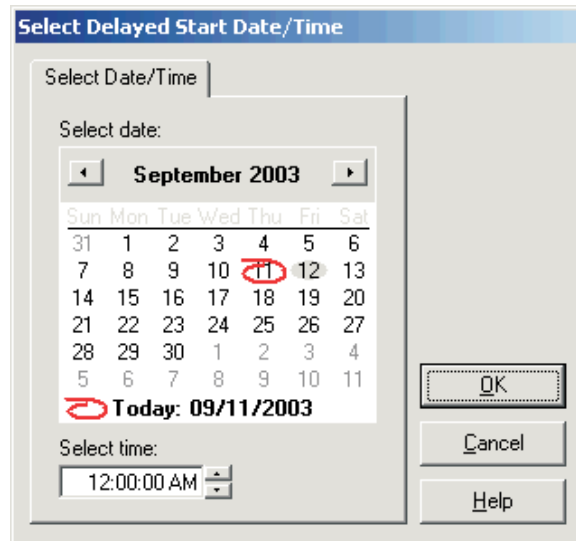 Select Delayed Start Date/Time
Select Date/Time
Select date:
September 2003
Sun Mon Tue Wed Thu Fri Sat
31 1 2 3 4 5 6
7 8 9 10 11 12 13
14 15 16 17 18 19 20
21 22 23 24 25 26 27
28 29 30 1 2 3 4
5 6 7 8 9 10 11
Today: 09/11/2003
Select time:
12:00:00 AM
OK
Cancel
Help